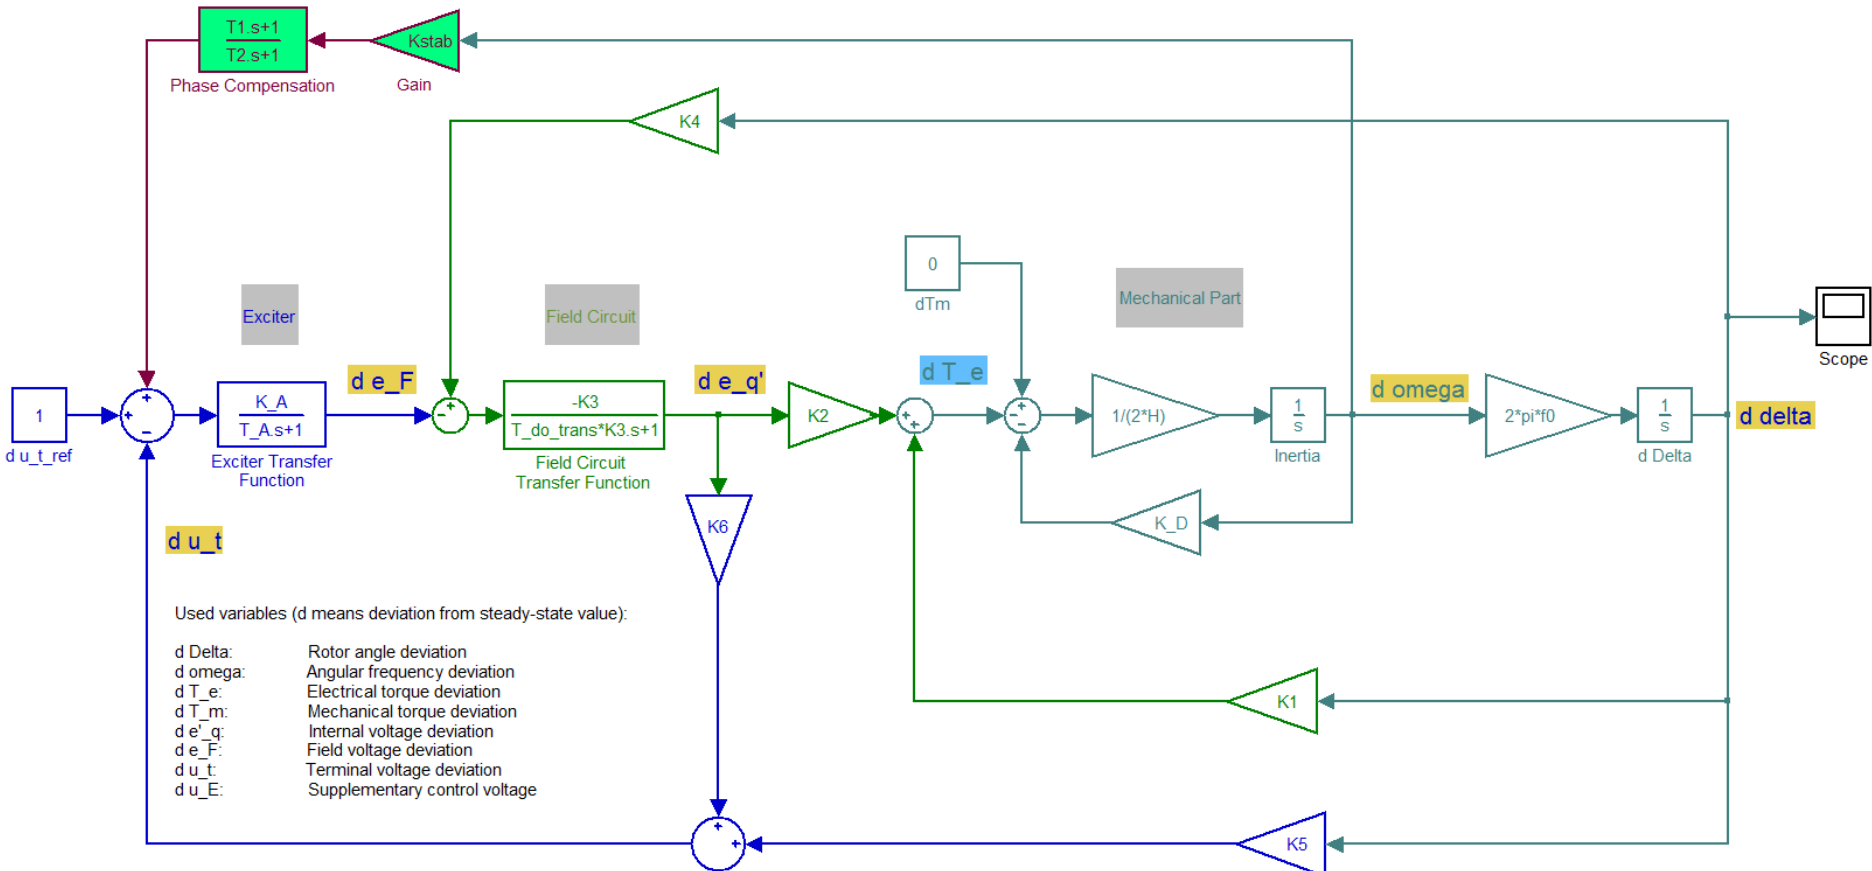 T1.s+1
T2.s+1
Phase Compensation
Kstab
Gain
K4
0
dTm
Exciter
Field Circuit
Mechanical Part
Scope
1
d u_t_ref
+
+
-
K_A
T_A.s+1
Exciter Transfer
Function
d e_F
+
-
-K3
T_do_trans*K3.s+1
Field Circuit
Transfer Function
d e_q'
K2
d T_e
+
+
+
-
-
1/(2*H)
1
s
Inertia
d omega
2*pi*f0
1
s
d Delta
d delta
K_D
K6
d u_t
Used variables (d means deviation from steady-state value):
d Delta: Rotor angle deviation
d omega: Angular frequency deviation
d T_e: Electrical torque deviation
d T_m: Mechanical torque deviation
d e'_q: Internal voltage deviation
d e_F: Field voltage deviation
d u_t: Terminal voltage deviation
d u_E: Supplementary control voltage
K1
+
+
K5